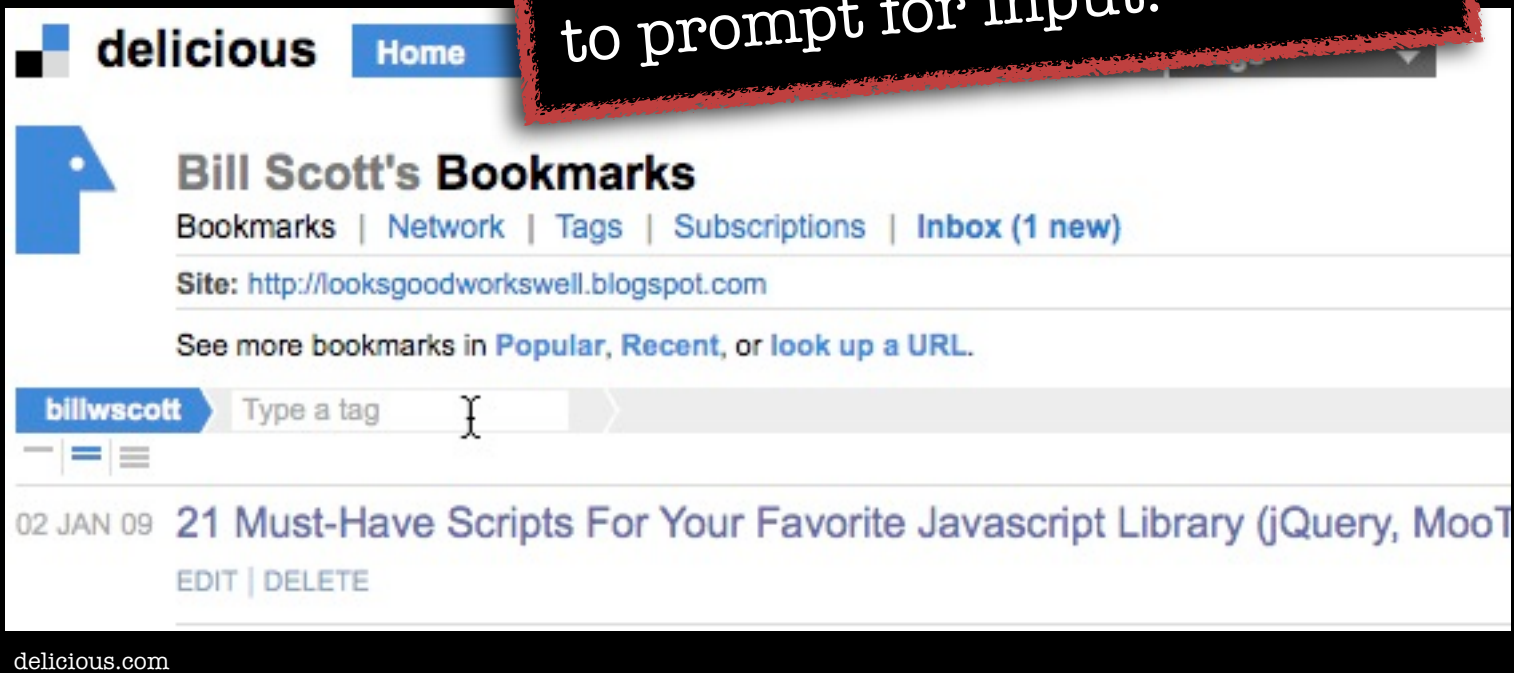 to prompt for input.
delicious Home
Bill Scott's Bookmarks
Bookmarks | Network | Tags | Subscriptions | Inbox (1 new)
Site: http://looksgoodworkswell.blogspot.com
See more bookmarks in Popular, Recent, or look up a URL.
billwscott Type a tag
02 JAN 09 21 Must-Have Scripts For Your Favorite Javascript Library (jQuery, MooT
EDIT | DELETE
delicious.com